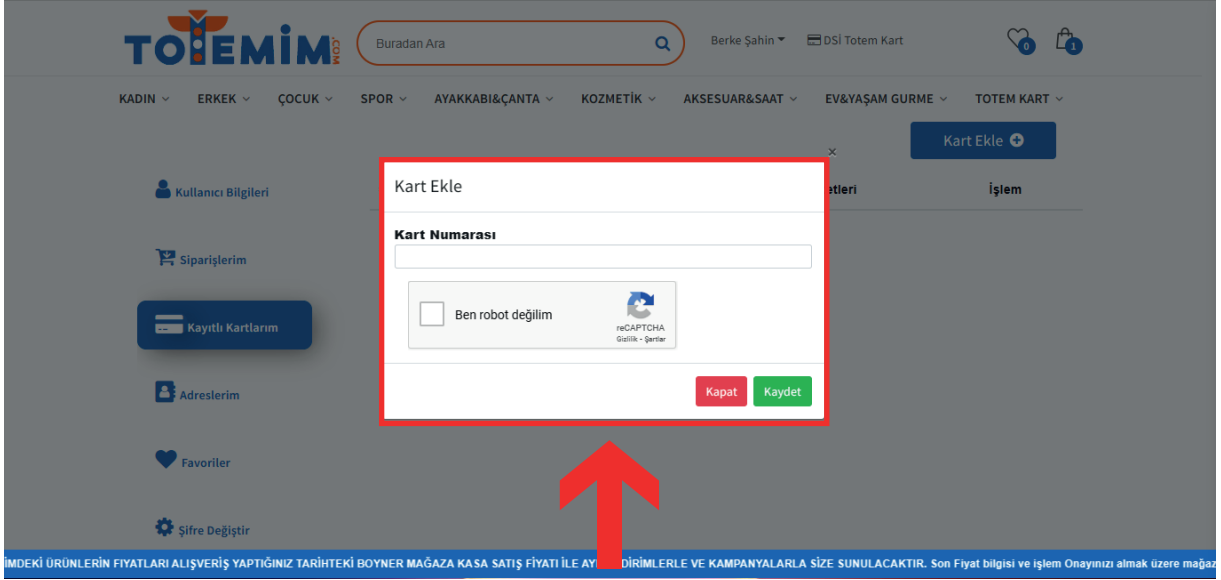 TOTEMİM.COM
Buradan Ara
Berke Şahin
DSİ Totem Kart
0
1
KADIN
ERKEK
ÇOCUK
SPOR
AYAKKABI&ÇANTA
KOZMETİK
AKSESUAR&SAAT
EV&YAŞAM GURME
TOTEM KART
Kart Ekle
×
Kart Ekle
etleri
İşlem
Kullanıcı Bilgileri
Siparişlerim
Kayıtlı Kartlarım
Adreslerim
Favoriler
Şifre Değiştir
Kart Numarası
Ben robot değilim
reCAPTCHA
Gizlilik - Şartlar
Kapat
Kaydet
İMDEKİ ÜRÜNLERİN FIYATLARI ALIŞVERİŞ YAPTIĞINIZ TARİHTEKİ BOYNER MAĞAZA KASA SATIŞ FİYATI İLE AY DİRİMLERLE VE KAMPANYALARLA SİZE SUNULACAKTIR. Son Fiyat bilgisi ve işlem Onayınızı almak üzere mağaz